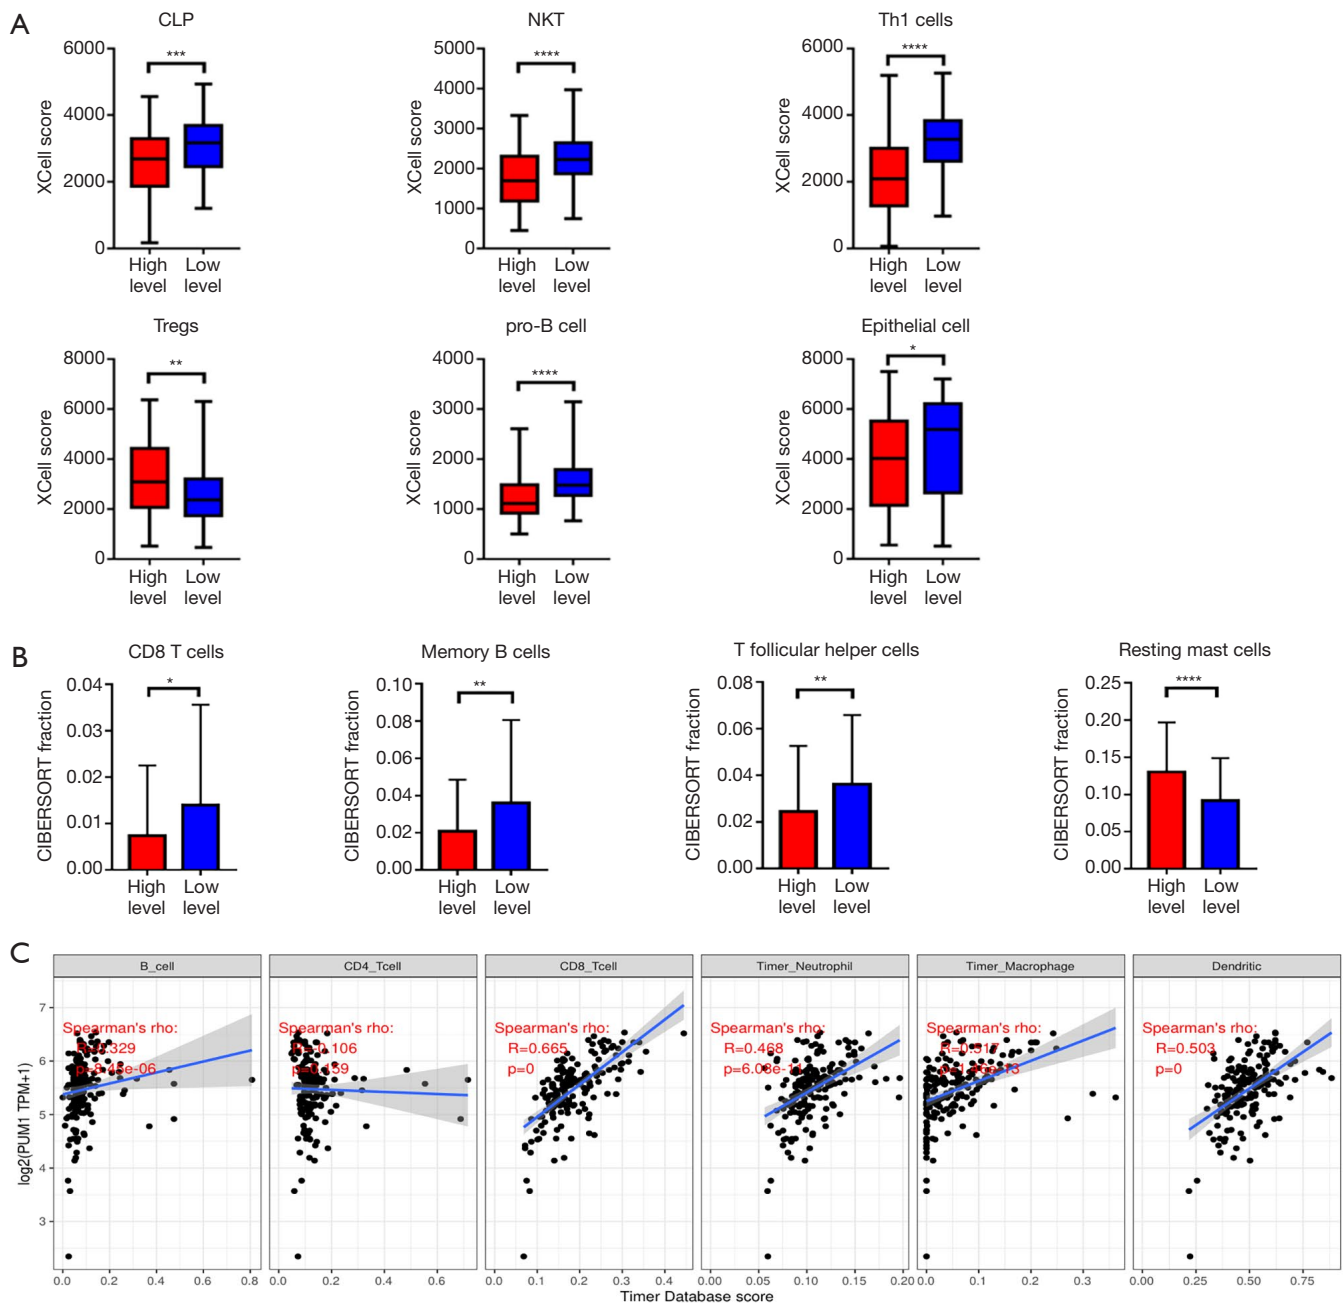 A
CLP
NKT
Th1 cells
***
****
****
XCell score
6000
4000
2000
0
High level
Low level
XCell score
5000
4000
3000
2000
1000
0
High level
Low level
XCell score
6000
4000
2000
0
High level
Low level
Tregs
pro-B cell
Epithelial cell
**
****
*
XCell score
8000
6000
4000
2000
0
High level
Low level
XCell score
4000
3000
2000
1000
0
High level
Low level
XCell score
8000
6000
4000
2000
0
High level
Low level
B
CD8 T cells
Memory B cells
T follicular helper cells
Resting mast cells
*
**
**
****
CIBERSORT fraction
0.04
0.03
0.02
0.01
0.00
High level
Low level
CIBERSORT fraction
0.10
0.08
0.06
0.04
0.02
0.00
High level
Low level
CIBERSORT fraction
0.08
0.06
0.04
0.02
0.00
High level
Low level
CIBERSORT fraction
0.25
0.20
0.15
0.10
0.05
0.00
High level
Low level
C
B_cell
CD4_Tcell
CD8_Tcell
Timer_Neutrophil
Timer_Macrophage
Dendritic
log2(PUM1 TPM+1)
7
6
5
4
3
Spearman's rho:
R=0.329
Spearman's rho:
R=-0.106
p=0.139
Spearman's rho:
R=0.665
p=0
Spearman's rho:
R=0.468
Spearman's rho:
R=0.517
Spearman's rho:
R=0.503
p=0
0.0 0.2 0.4 0.6 0.8
0.0 0.2 0.4 0.6
0.0 0.1 0.2 0.3 0.4
0.00 0.05 0.10 0.15 0.20
0.0 0.1 0.2 0.3
0.00 0.25 0.50 0.75
Timer Database score